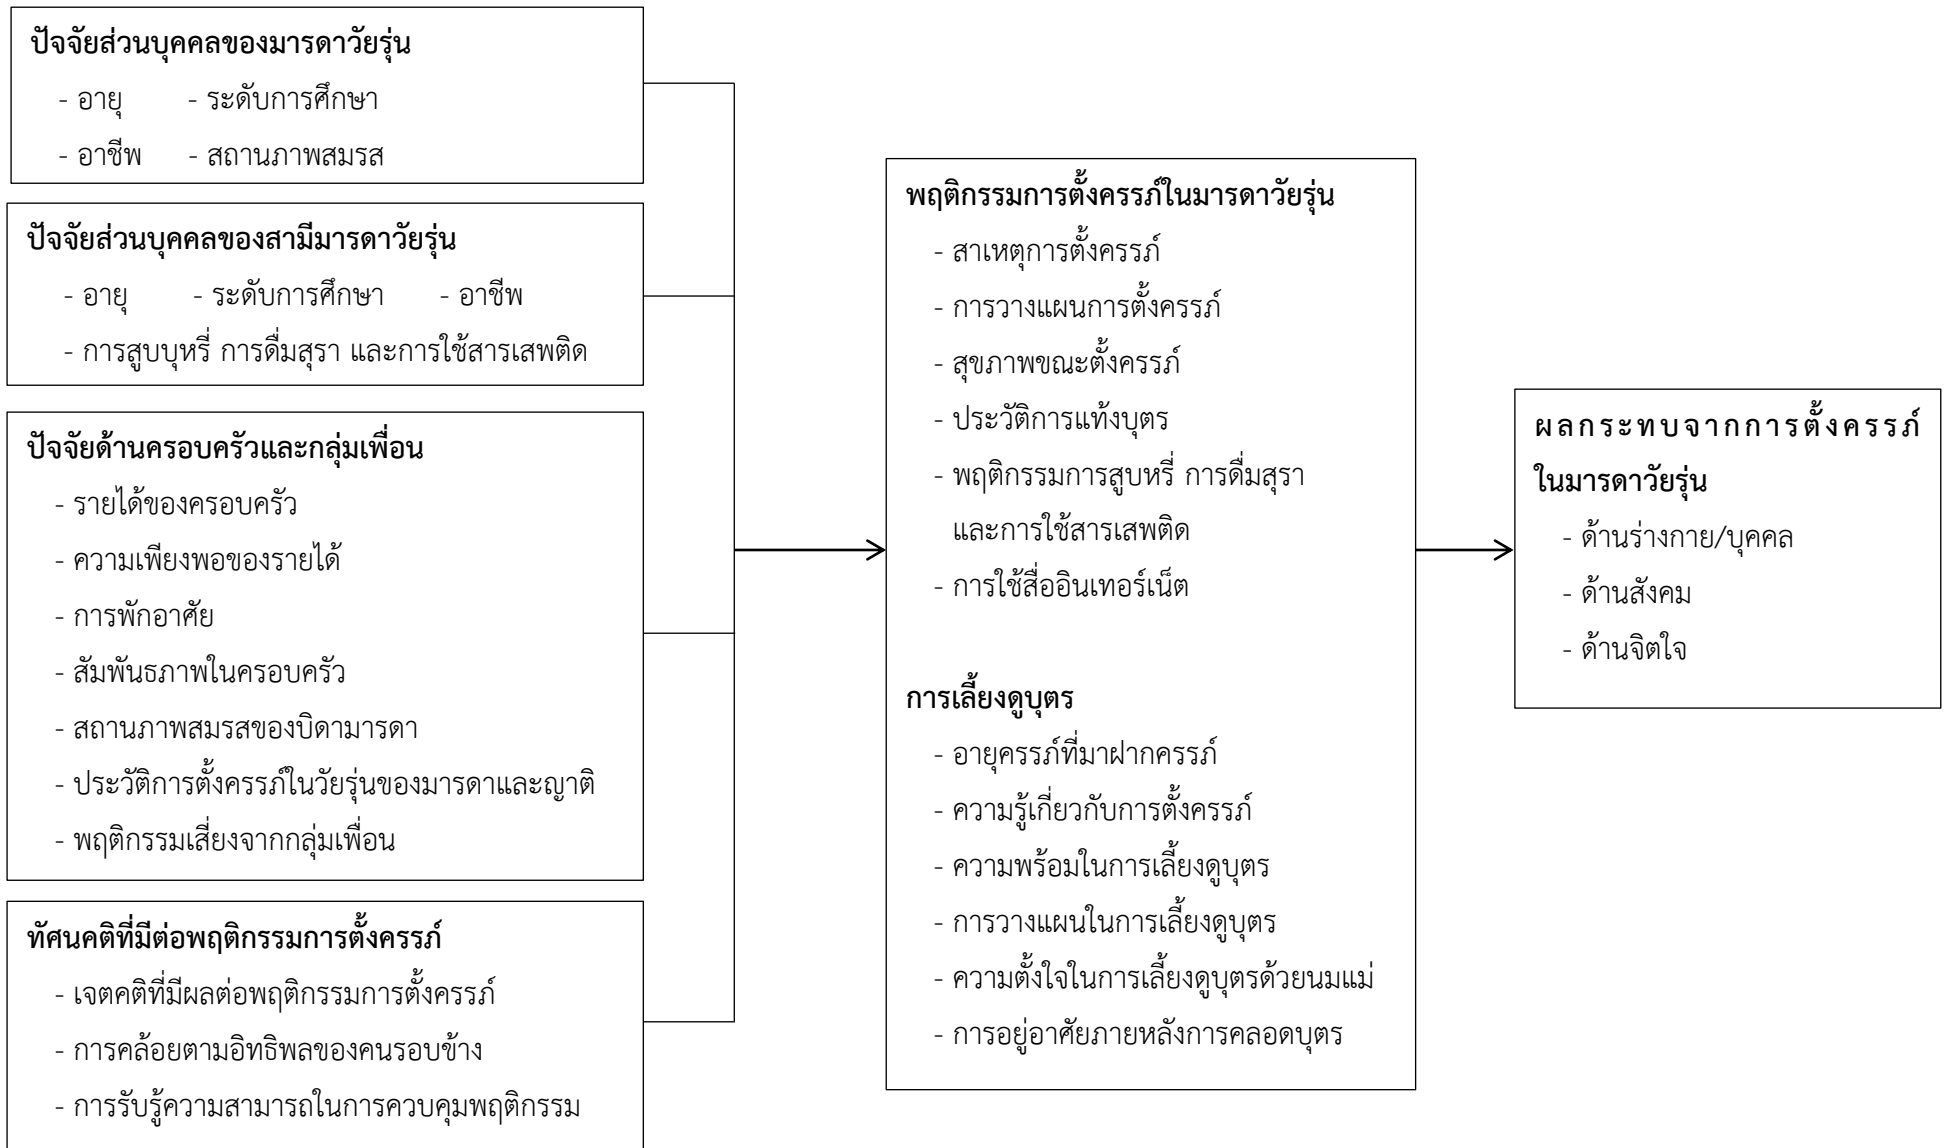 ปัจจัยส่วนบุคคลของมารดาวัยรุ่น
- อายุ - ระดับการศึกษา
- อาชีพ - สถานภาพสมรส
ปัจจัยส่วนบุคคลของสามีมารดาวัยรุ่น
- อายุ - ระดับการศึกษา - อาชีพ
- การสูบบุหรี่ การดื่มสุรา และการใช้สารเสพติด
ปัจจัยด้านครอบครัวและกลุ่มเพื่อน
- รายได้ของครอบครัว
- ความเพียงพอของรายได้
- การพักอาศัย
- สัมพันธภาพในครอบครัว
- สถานภาพสมรสของบิดามารดา
- ประวัติการตั้งครรภ์ในวัยรุ่นของมารดาและญาติ
- พฤติกรรมเสี่ยงจากกลุ่มเพื่อน
ทัศนคติที่มีต่อพฤติกรรมการตั้งครรภ์
- เจตคติที่มีผลต่อพฤติกรรมการตั้งครรภ์
- การคล้อยตามอิทธิพลของคนรอบข้าง
- การรับรู้ความสามารถในการควบคุมพฤติกรรม
พฤติกรรมการตั้งครรภ์ในมารดาวัยรุ่น
- สาเหตุการตั้งครรภ์
- การวางแผนการตั้งครรภ์
- สุขภาพขณะตั้งครรภ์
- ประวัติการแท้งบุตร
- พฤติกรรมการสูบหรี่ การดื่มสุรา
และการใช้สารเสพติด
- การใช้สื่ออินเทอร์เน็ต
การเลี้ยงดูบุตร
- อายุครรภ์ที่มาฝากครรภ์
- ความรู้เกี่ยวกับการตั้งครรภ์
- ความพร้อมในการเลี้ยงดูบุตร
- การวางแผนในการเลี้ยงดูบุตร
- ความตั้งใจในการเลี้ยงดูบุตรด้วยนมแม่
- การอยู่อาศัยภายหลังการคลอดบุตร
ผลกระทบจากการตั้งครรภ์
ในมารดาวัยรุ่น
- ด้านร่างกาย/บุคคล
- ด้านสังคม
- ด้านจิตใจ